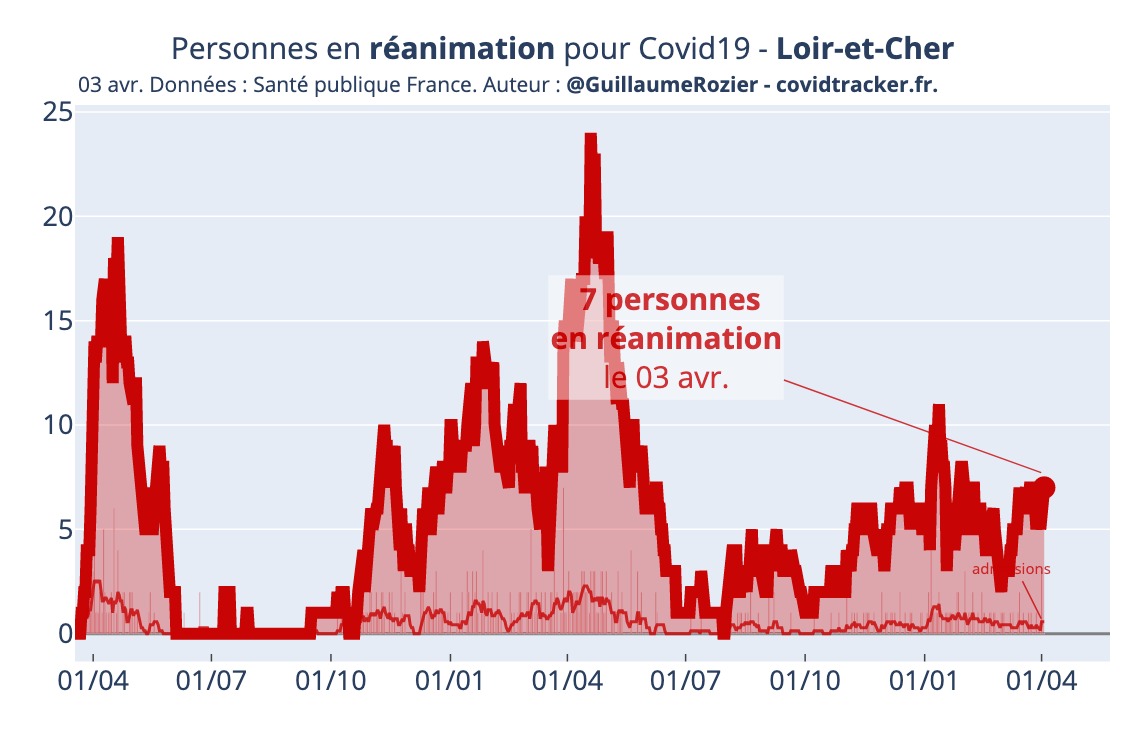 Personnes en réanimation pour Covid19 - Loir-et-Cher
03 avr. Données : Santé publique France. Auteur : @GuillaumeRozier - covidtracker.fr.
25
20
15
10
5
0
7 personnes
en réanimation
le 03 avr.
admissions
01/04 01/07 01/10 01/01 01/04 01/07 01/10 01/01 01/04